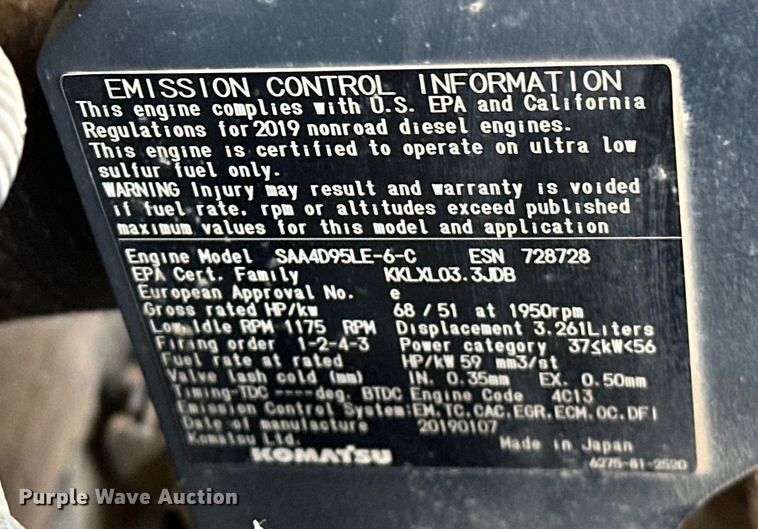 EMISSION CONTROL INFORMATION
This engine complies with U.S. EPA and California
Regulations for 2019 nonroad diesel engines.
This engine is certified to operate on ultra low
sulfur fuel only.
WARNING Injury may result and warranty is voided
if fuel rate. rpm or altitudes exceed published
maximum values for this model and application
Engine Model SAA4D95LE-6-C ESN 728728
EPA Cert. Family KKLXL03.3JDB
European Approval No. e
Gross rated HP/kw 68 / 51 at 1950rpm
Low Idle RPM 1175 RPM Displacement 3.261Liters
Firing order 1-2-4-3 Power category 37≤kW<56
Fuel rate at rated HP/kW 59 mm3/st
Valve lash cold (mm) IN. 0.35mm EX. 0.50mm
Timing-TDC ----deg. BTDC Engine Code 4C13
Emission Control System:EM,TC,CAC,EGR,ECM,OC,DFI
Date of manufacture 20190107
Komatsu Ltd. Made in Japan
KOMATSU 6275-81-2520
Purple Wave Auction